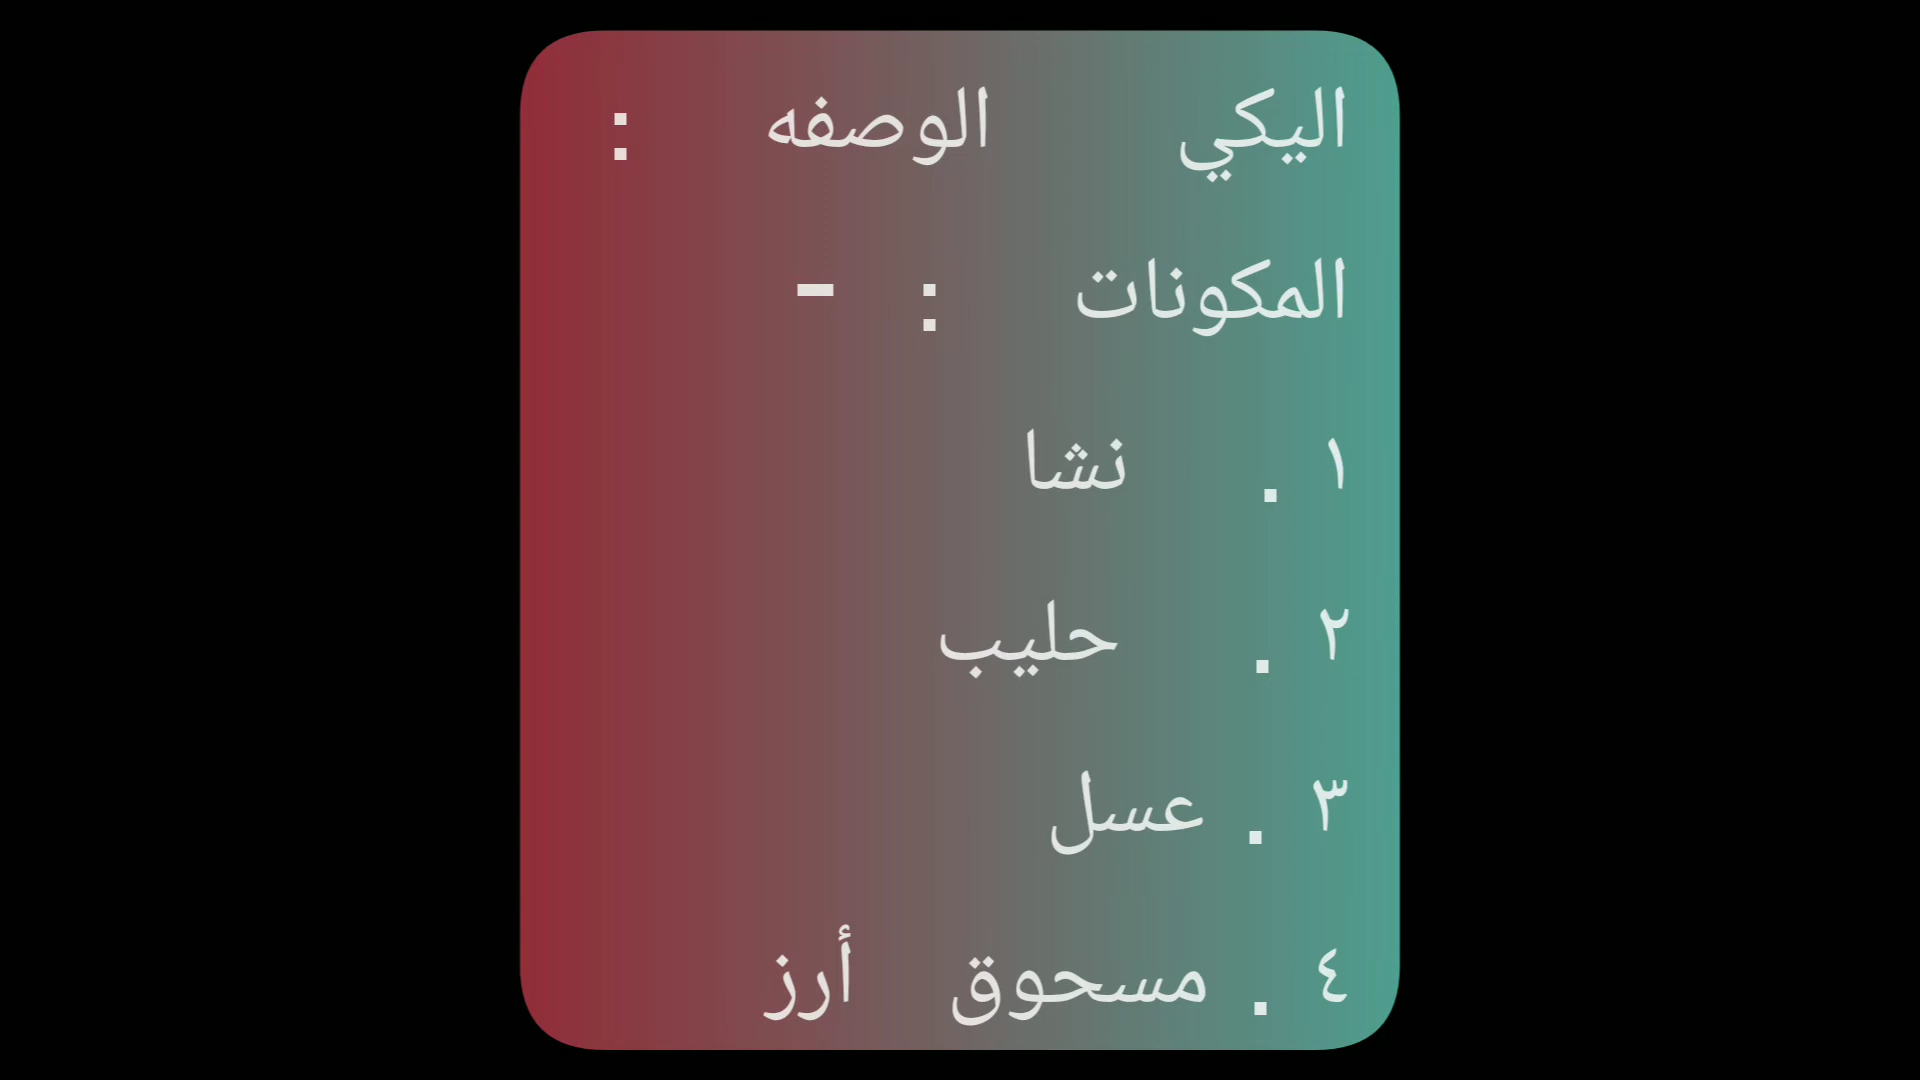 اليكي الوصفه :
المكونات : -
١ . نشا
٢ . حليب
٣ . عسل
٤ . مسحوق أرز